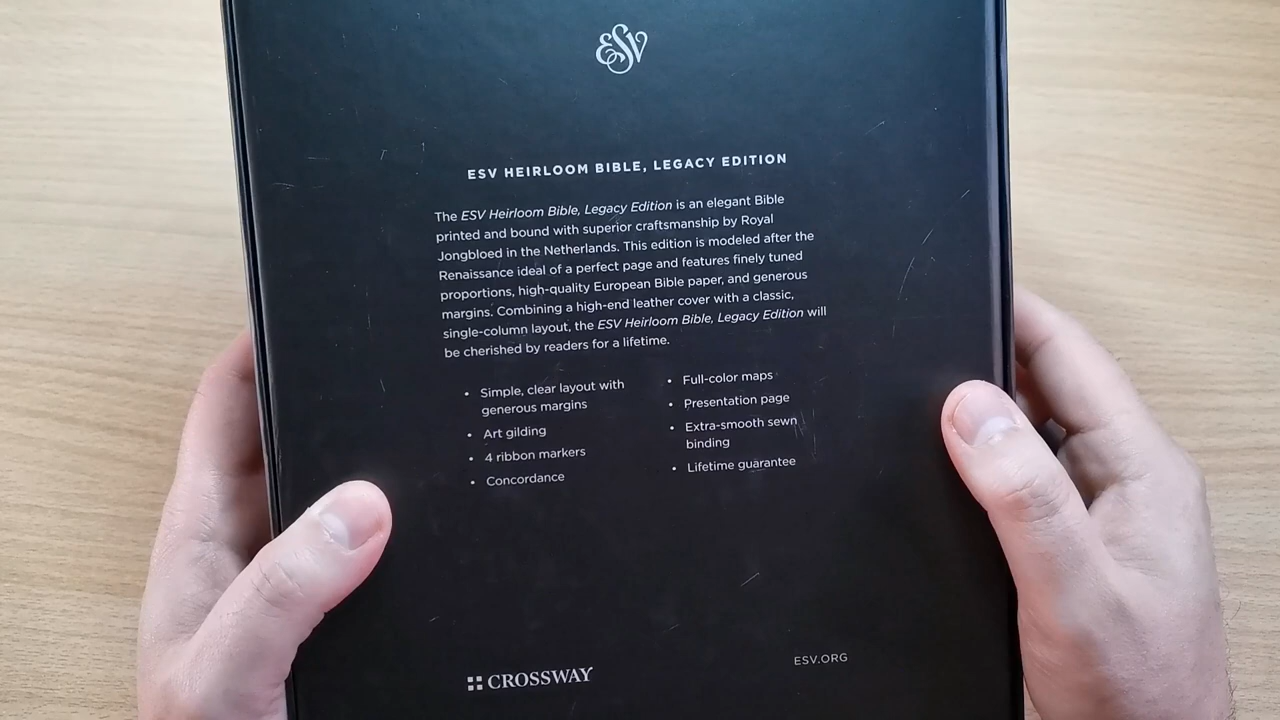 ESV
ESV HEIRLOOM BIBLE, LEGACY EDITION
The ESV Heirloom Bible, Legacy Edition is an elegant Bible
printed and bound with superior craftsmanship by Royal
Jongbloed in the Netherlands. This edition is modeled after the
Renaissance ideal of a perfect page and features finely tuned
proportions, high-quality European Bible paper, and generous
margins. Combining a high-end leather cover with a classic,
single-column layout, the ESV Heirloom Bible, Legacy Edition will
be cherished by readers for a lifetime.
• Simple, clear layout with
generous margins
• Art gilding
• 4 ribbon markers
• Concordance
• Full-color maps
• Presentation page
• Extra-smooth sewn
binding
• Lifetime guarantee
CROSSWAY
ESV.ORG